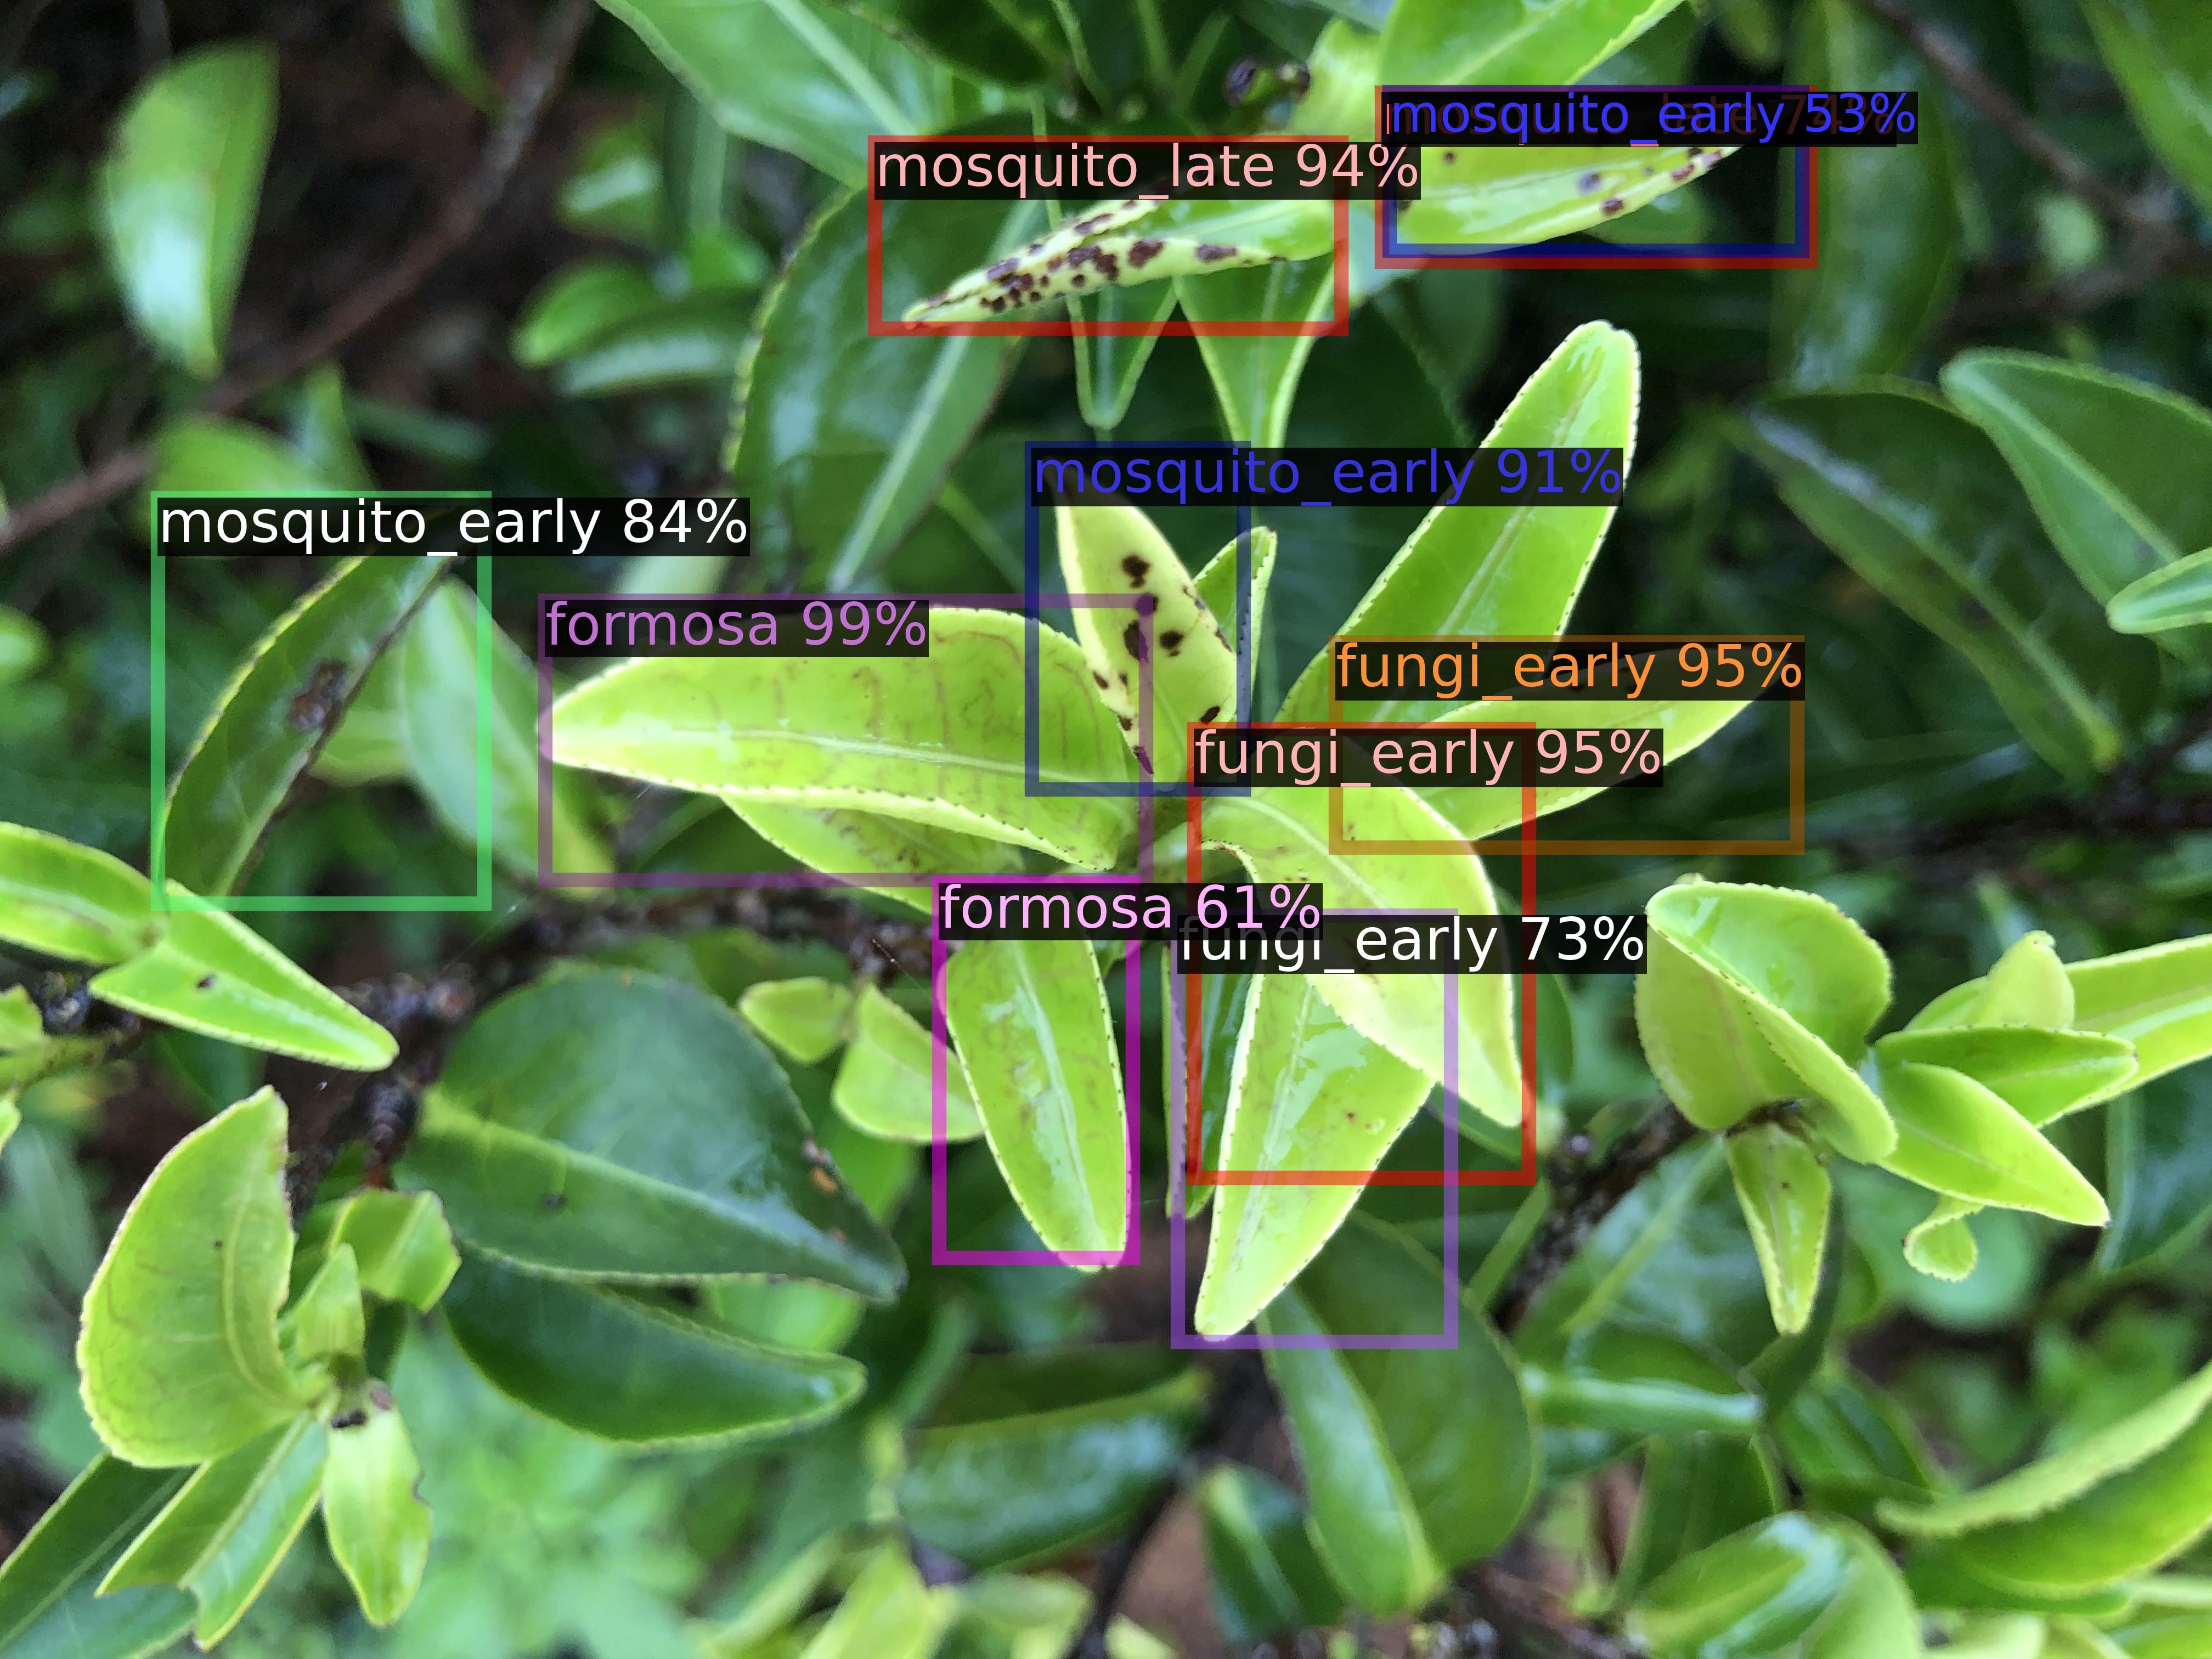 mosquito_early 53%
mosquito_late 94%
mosquito_early 91%
mosquito_early 84%
formosa 99%
fungi_early 95%
fungi_early 95%
formosa 61%
fungi_early 73%